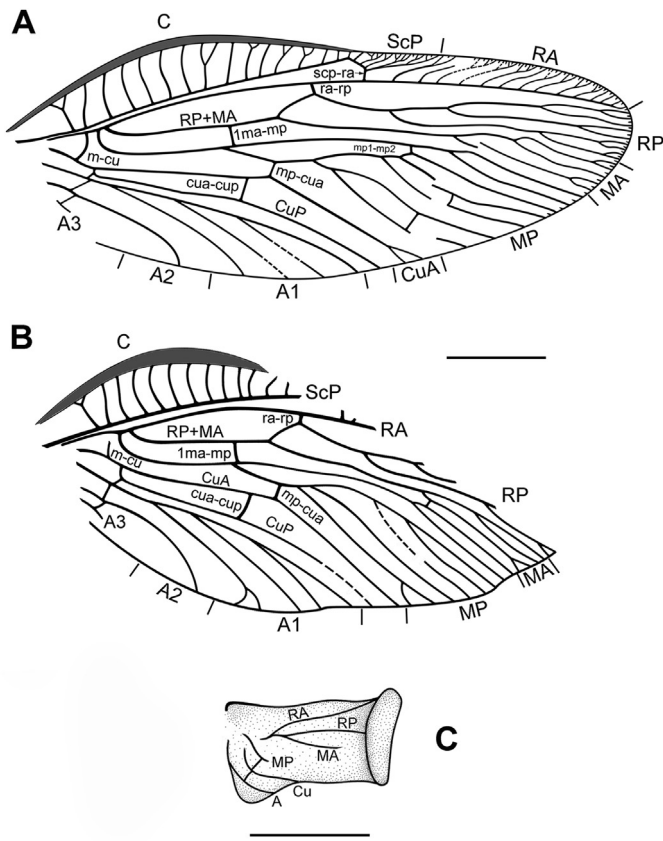 A
C
ScP
RA
scp-ra
ra-rp
RP+MA
1ma-mp
mp1-mp2
RP
m-cu
mp-cua
cua-cup
CuP
MA
A3
MP
A2
A1
CuA
B
C
ScP
ra-rp
RA
RP+MA
1ma-mp
m-cu
CuA
RP
cua-cup
mp-cua
A3
CuP
MA
A2
MP
A1
RA
RP
C
MA
MP
Cu
A